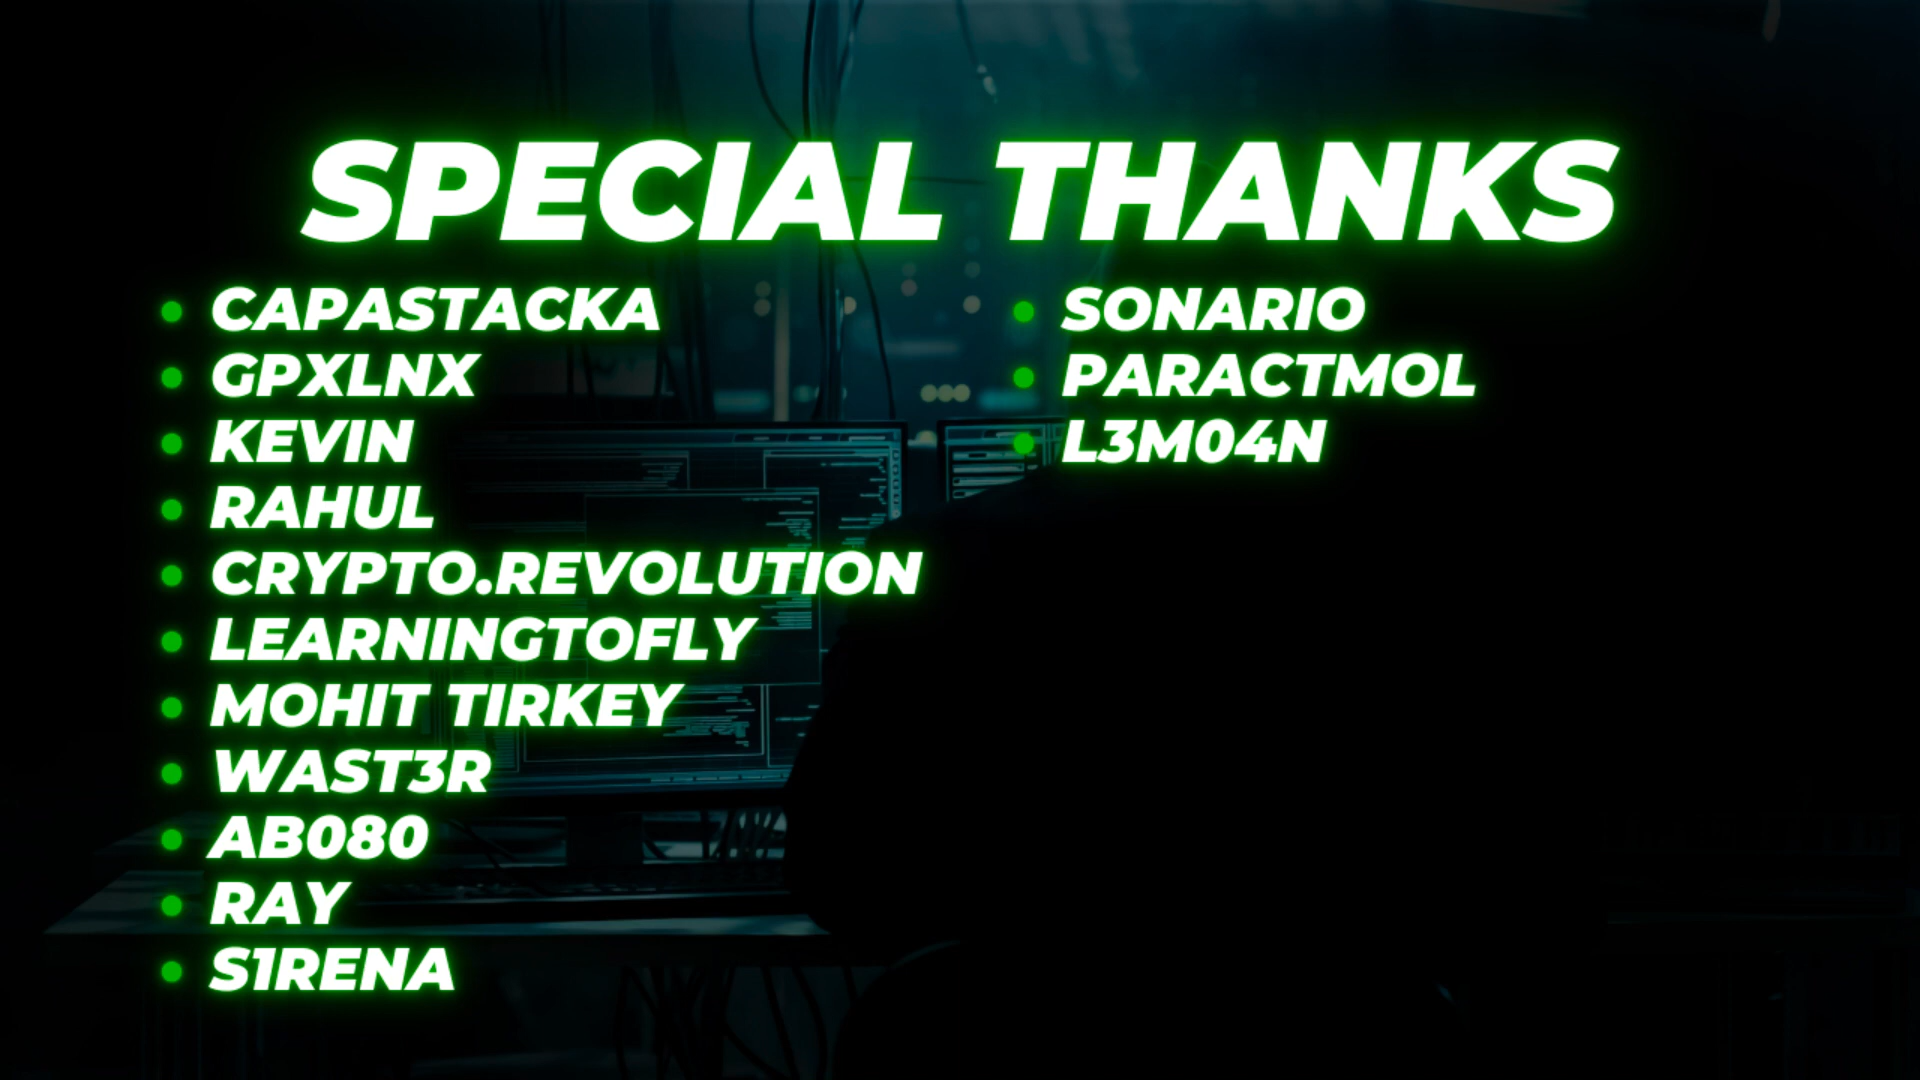 SPECIAL THANKS
CAPASTACKA
GPXLNX
KEVIN
RAHUL
CRYPTO.REVOLUTION
LEARNINGTOFLY
MOHIT TIRKEY
WAST3R
AB080
RAY
S1RENA
SONARIO
PARACTMOL
L3M04N